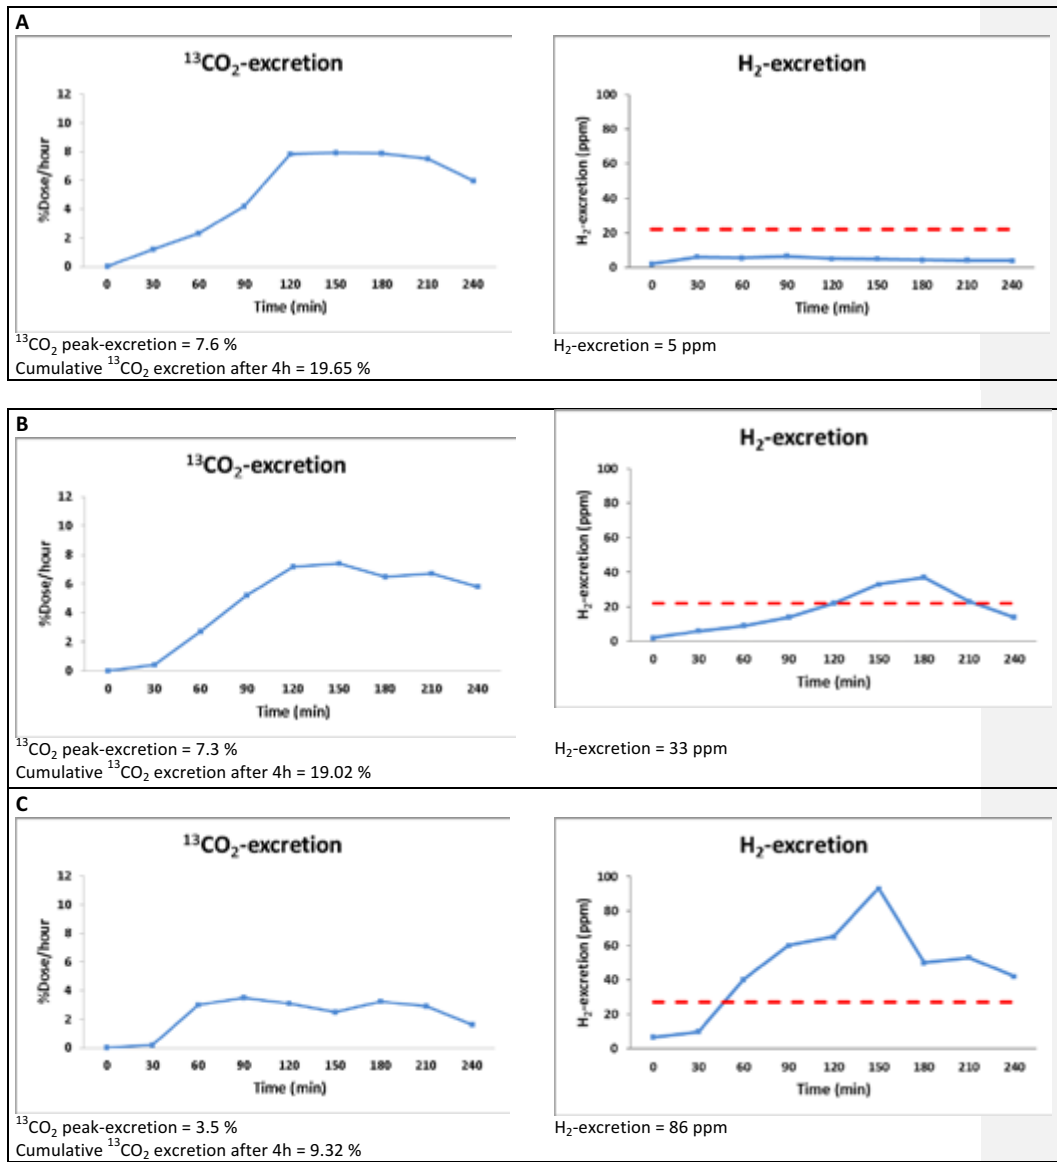 A
¹³CO₂-excretion
12
10
8
6
4
2
0
%Dose/hour
0 30 60 90 120 150 180 210 240
Time (min)
¹³CO₂ peak-excretion = 7.6 %
Cumulative ¹³CO₂ excretion after 4h = 19.65 %
H₂-excretion
100
80
60
40
20
0
H₂-excretion (ppm)
0 30 60 90 120 150 180 210 240
Time (min)
H₂-excretion = 5 ppm
B
¹³CO₂-excretion
12
10
8
6
4
2
0
%Dose/hour
0 30 60 90 120 150 180 210 240
Time (min)
¹³CO₂ peak-excretion = 7.3 %
Cumulative ¹³CO₂ excretion after 4h = 19.02 %
H₂-excretion
100
80
60
40
20
0
H₂-excretion (ppm)
0 30 60 90 120 150 180 210 240
Time (min)
H₂-excretion = 33 ppm
C
¹³CO₂-excretion
12
10
8
6
4
2
0
%Dose/hour
0 30 60 90 120 150 180 210 240
Time (min)
¹³CO₂ peak-excretion = 3.5 %
Cumulative ¹³CO₂ excretion after 4h = 9.32 %
H₂-excretion
100
80
60
40
20
0
H₂-excretion (ppm)
0 30 60 90 120 150 180 210 240
Time (min)
H₂-excretion = 86 ppm